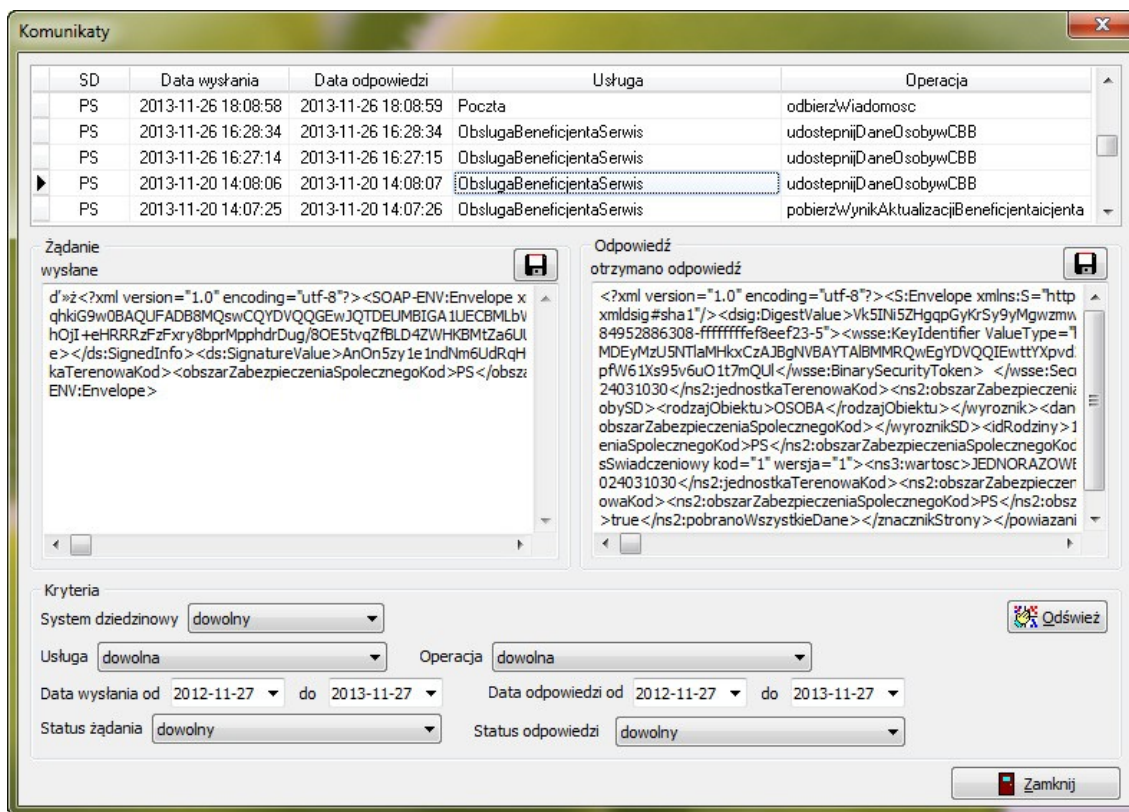 Komunikaty
SD Data wysłania Data odpowiedzi Usługa Operacja
PS 2013-11-26 18:08:58 2013-11-26 18:08:59 Poczta odbierzWiadomosc
PS 2013-11-26 16:28:34 2013-11-26 16:28:34 ObslugaBeneficjentaSerwis udostepnijDaneOsobywCBB
PS 2013-11-26 16:27:14 2013-11-26 16:27:15 ObslugaBeneficjentaSerwis udostepnijDaneOsobywCBB
PS 2013-11-20 14:08:06 2013-11-20 14:08:07 ObslugaBeneficjentaSerwis udostepnijDaneOsobywCBB
PS 2013-11-20 14:07:25 2013-11-20 14:07:26 ObslugaBeneficjentaSerwis pobierzWynikAktualizacjiBeneficjentaicjenta
Żądanie
wysłane
ď»ż<?xml version="1.0" encoding="utf-8"?><SOAP-ENV:Envelope x
qhkiG9w0BAQUFADB8MQswCQYDVQQGEwJQTDEUMBIGA1UECBMLbV
hOjI+eHRRRzFzFxry8bprMpphdrDug/8OE5tvqZfBLD4ZWHKBMtZa6UU
e></ds:SignedInfo><ds:SignatureValue>AnOn5zy1e1ndNm6UdRqH
kaTerenowaKod><obszarZabezpieczeniaSpolecznegoKod>PS</obsza
ENV:Envelope>
Odpowiedź
otrzymano odpowiedź
<?xml version="1.0" encoding="utf-8"?><S:Envelope xmlns:S="http
xmldsig#sha1"/><dsig:DigestValue>Vk5INi5ZHgqpGyKrSy9yMgwzmw
84952886308-ffffffffef8eef23-5"><wsse:KeyIdentifier ValueType="h
MDEyMzU5NTlaMHkxCzAJBgNVBAYTAlBMMRQwEgYDVQQIEwttYXpvd
pfW61Xs95v6uO1t7mQUl</wsse:BinarySecurityToken> </wsse:Secu
24031030</ns2:jednostkaTerenowaKod><ns2:obszarZabezpieczenia
obySD><rodzajObiektu>OSOBA</rodzajObiektu></wyroznik><dan
obszarZabezpieczeniaSpolecznegoKod></wyroznikSD><idRodziny>1
eniaSpolecznegoKod>PS</ns2:obszarZabezpieczeniaSpolecznegoKod
sSwiadczeniowy kod="1" wersja="1"><ns3:wartosc>JEDNORAZOWE
024031030</ns2:jednostkaTerenowaKod><ns2:obszarZabezpieczen
owaKod><ns2:obszarZabezpieczeniaSpolecznegoKod>PS</ns2:obsz
>true</ns2:pobranoWszystkieDane></znacznikStrony></powiazani
Kryteria
System dziedzinowy dowolny
Odśwież
Usługa dowolna Operacja dowolna
Data wysłania od 2012-11-27 do 2013-11-27 Data odpowiedzi od 2012-11-27 do 2013-11-27
Status żądania dowolny Status odpowiedzi dowolny
Zamknij